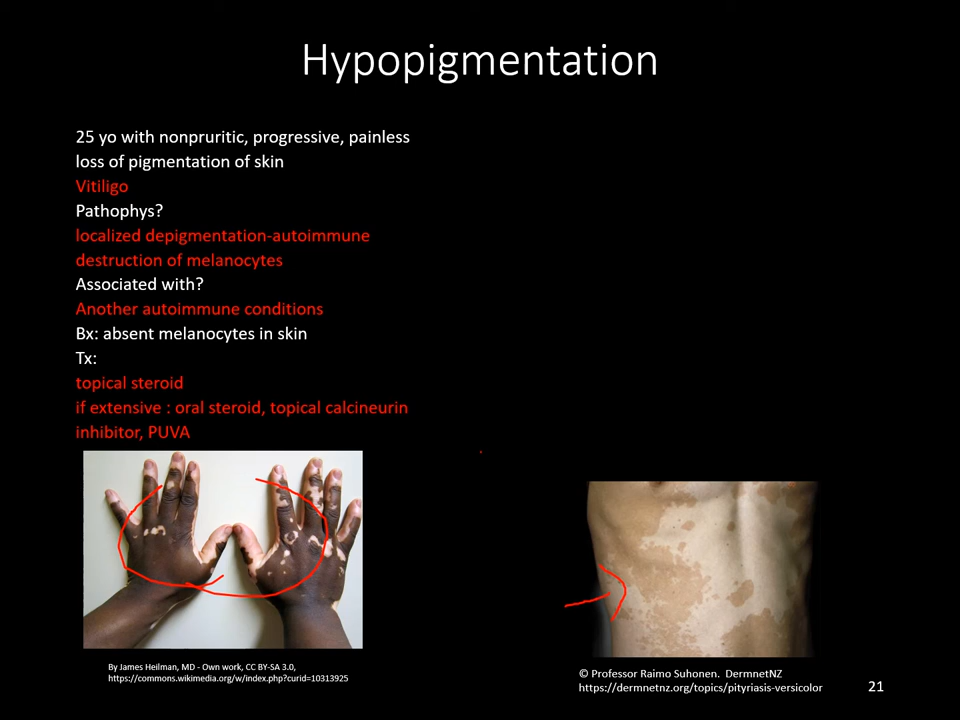 Hypopigmentation
25 yo with nonpruritic, progressive, painless
loss of pigmentation of skin
Vitiligo
Pathophys?
localized depigmentation-autoimmune
destruction of melanocytes
Associated with?
Another autoimmune conditions
Bx: absent melanocytes in skin
Tx:
topical steroid
if extensive : oral steroid, topical calcineurin
inhibitor, PUVA
By James Heilman, MD - Own work, CC BY-SA 3.0,
https://commons.wikimedia.org/w/index.php?curid=10313925
© Professor Raimo Suhonen.  DermnetNZ
https://dermnetnz.org/topics/pityriasis-versicolor
21